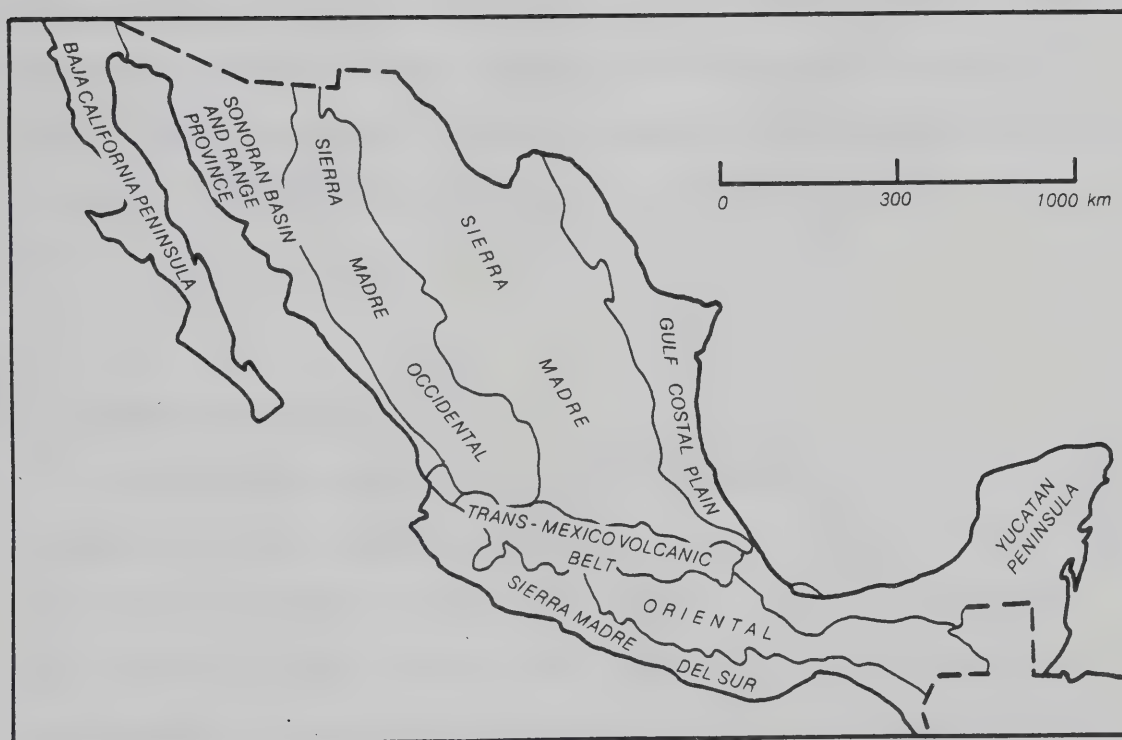 BAJA CALIFORNIA PENINSULA
SONORAN BASIN
AND RANGE
PROVINCE
SIERRA
MADRE
OCCIDENTAL
SIERRA
MADRE
ORIENTAL
GULF COSTAL PLAIN
0 300 1000 km
TRANS-MEXICO VOLCANIC
BELT
SIERRA MADRE
DEL SUR
YUCATAN
PENINSULA